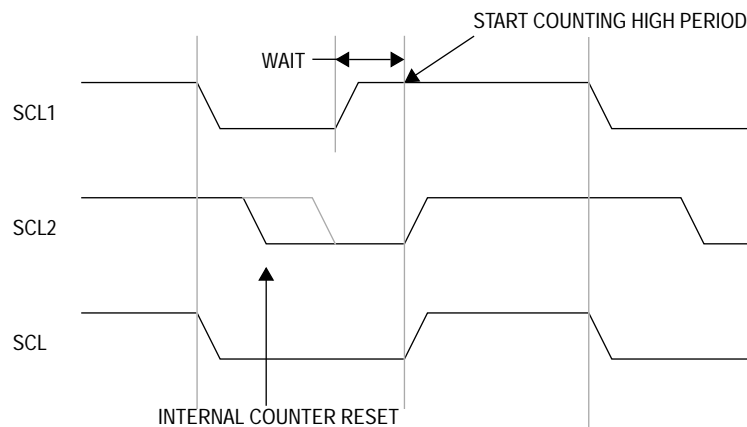 START COUNTING HIGH PERIOD
WAIT
SCL1
SCL2
SCL
INTERNAL COUNTER RESET